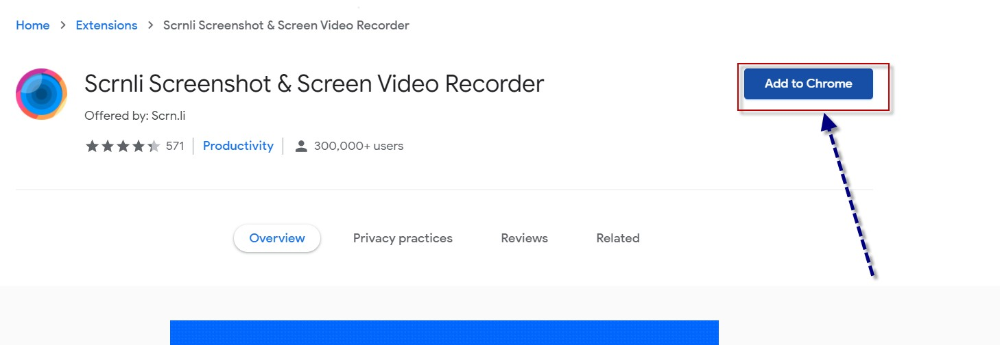 Home > Extensions > Scrnli Screenshot & Screen Video Recorder
Scrnli Screenshot & Screen Video Recorder
Add to Chrome
Offered by: Scrn.li
571 Productivity 300,000+ users
Overview Privacy practices Reviews Related